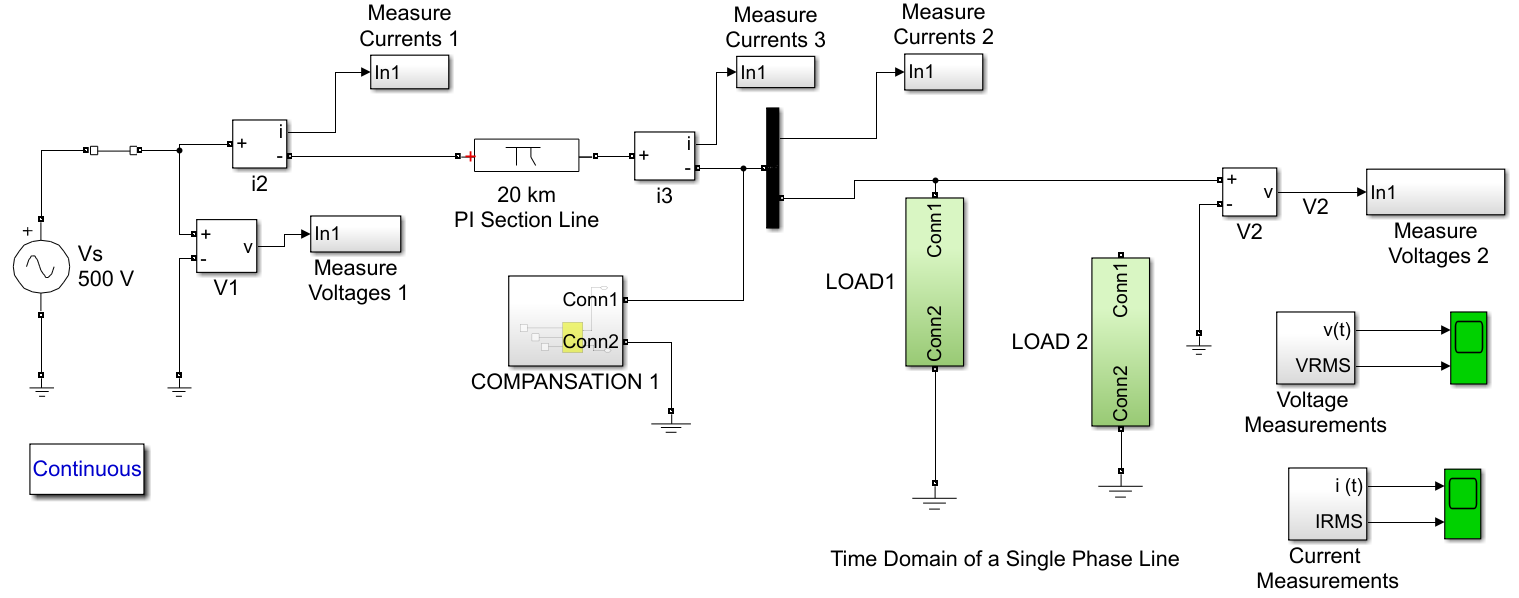 Measure
Currents 1
In1
Measure
Currents 3
In1
Measure
Currents 2
In1
+
i
-
i2
+
20 km
PI Section Line
+
i
-
i3
+
Vs
500 V
+
-
v
V1
In1
Measure
Voltages 1
Conn1
Conn2
COMPANSATION 1
Conn1
Conn2
LOAD1
Conn1
Conn2
LOAD 2
+
-
v
V2
V2
In1
Measure
Voltages 2
v(t)
VRMS
Voltage
Measurements
Continuous
i (t)
IRMS
Current
Measurements
Time Domain of a Single Phase Line